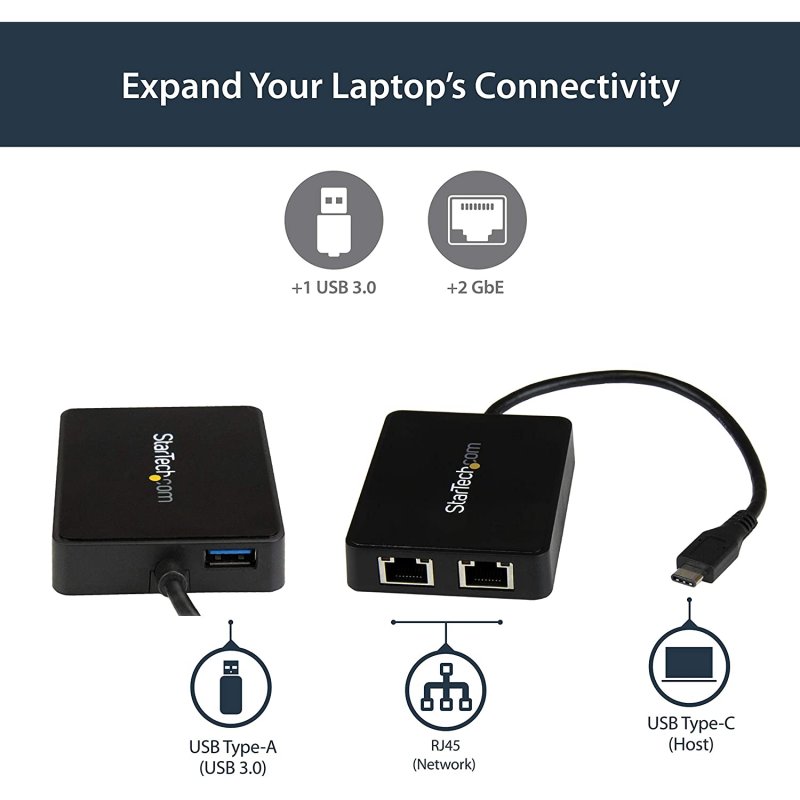 Expand Your Laptop's Connectivity
+1 USB 3.0
+2 GbE
StarTech.com
StarTech.com
USB Type-A
(USB 3.0)
RJ45
(Network)
USB Type-C
(Host)